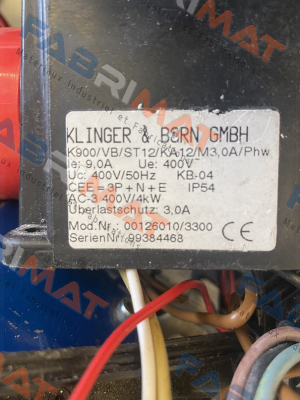 FABRIMAT
KLINGER & BORN GMBH
K900/VB/ST12/KA12/M3,0A/Phw
Ie: 9,0A Ue: 400V~
Uc: 400V/50Hz KB-04
CEE=3P+N+E IP54
AC-3 400V/4kW
Überlastschutz: 3,0A
Mod.Nr.: 00126010/3300
SerienNr: 99384468